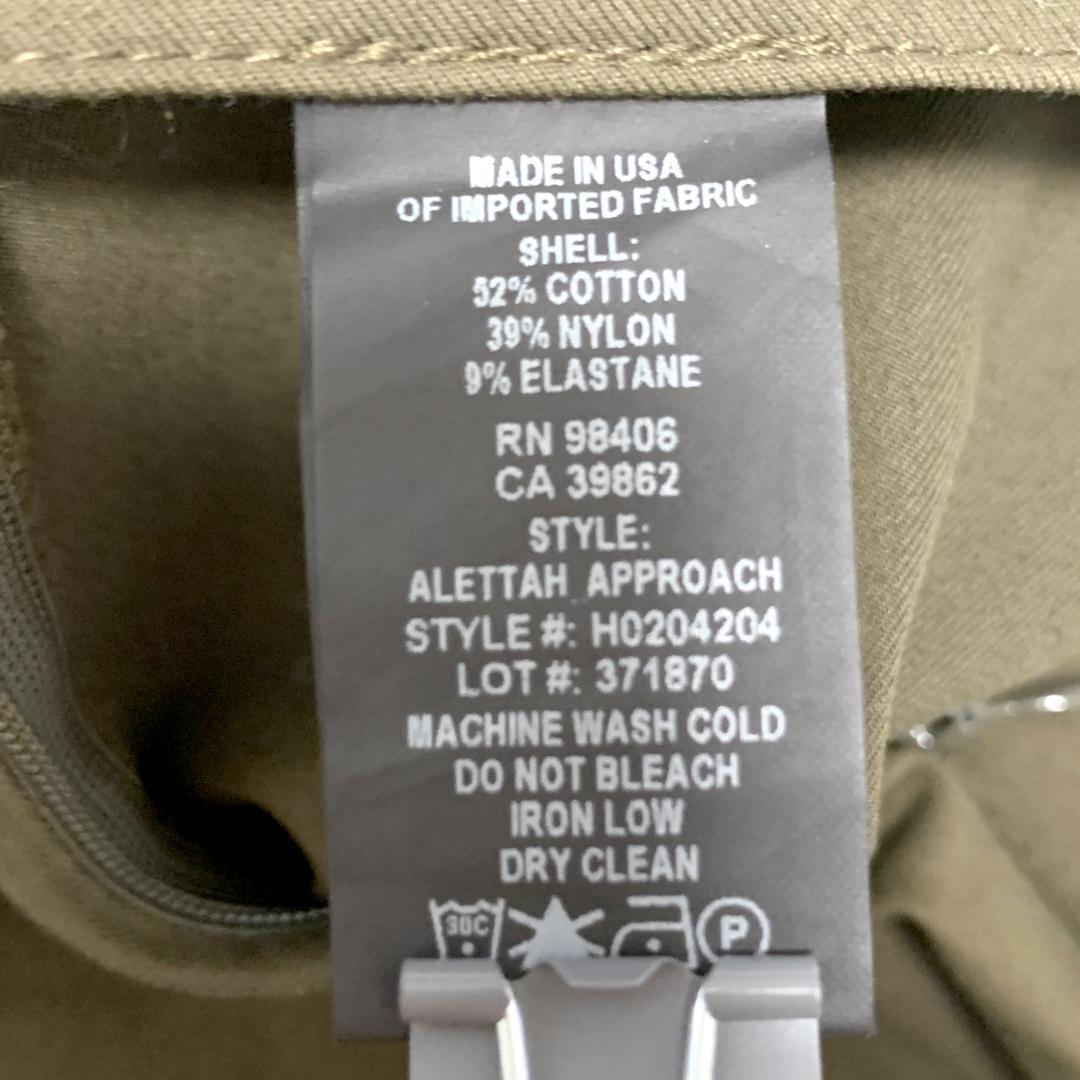 MADE IN USA
OF IMPORTED FABRIC
SHELL:
52% COTTON
39% NYLON
9% ELASTANE
RN 98406
CA 39862
STYLE:
ALETTAH APPROACH
STYLE #: H0204204
LOT #: 371870
MACHINE WASH COLD
DO NOT BLEACH
IRON LOW
DRY CLEAN
30C P